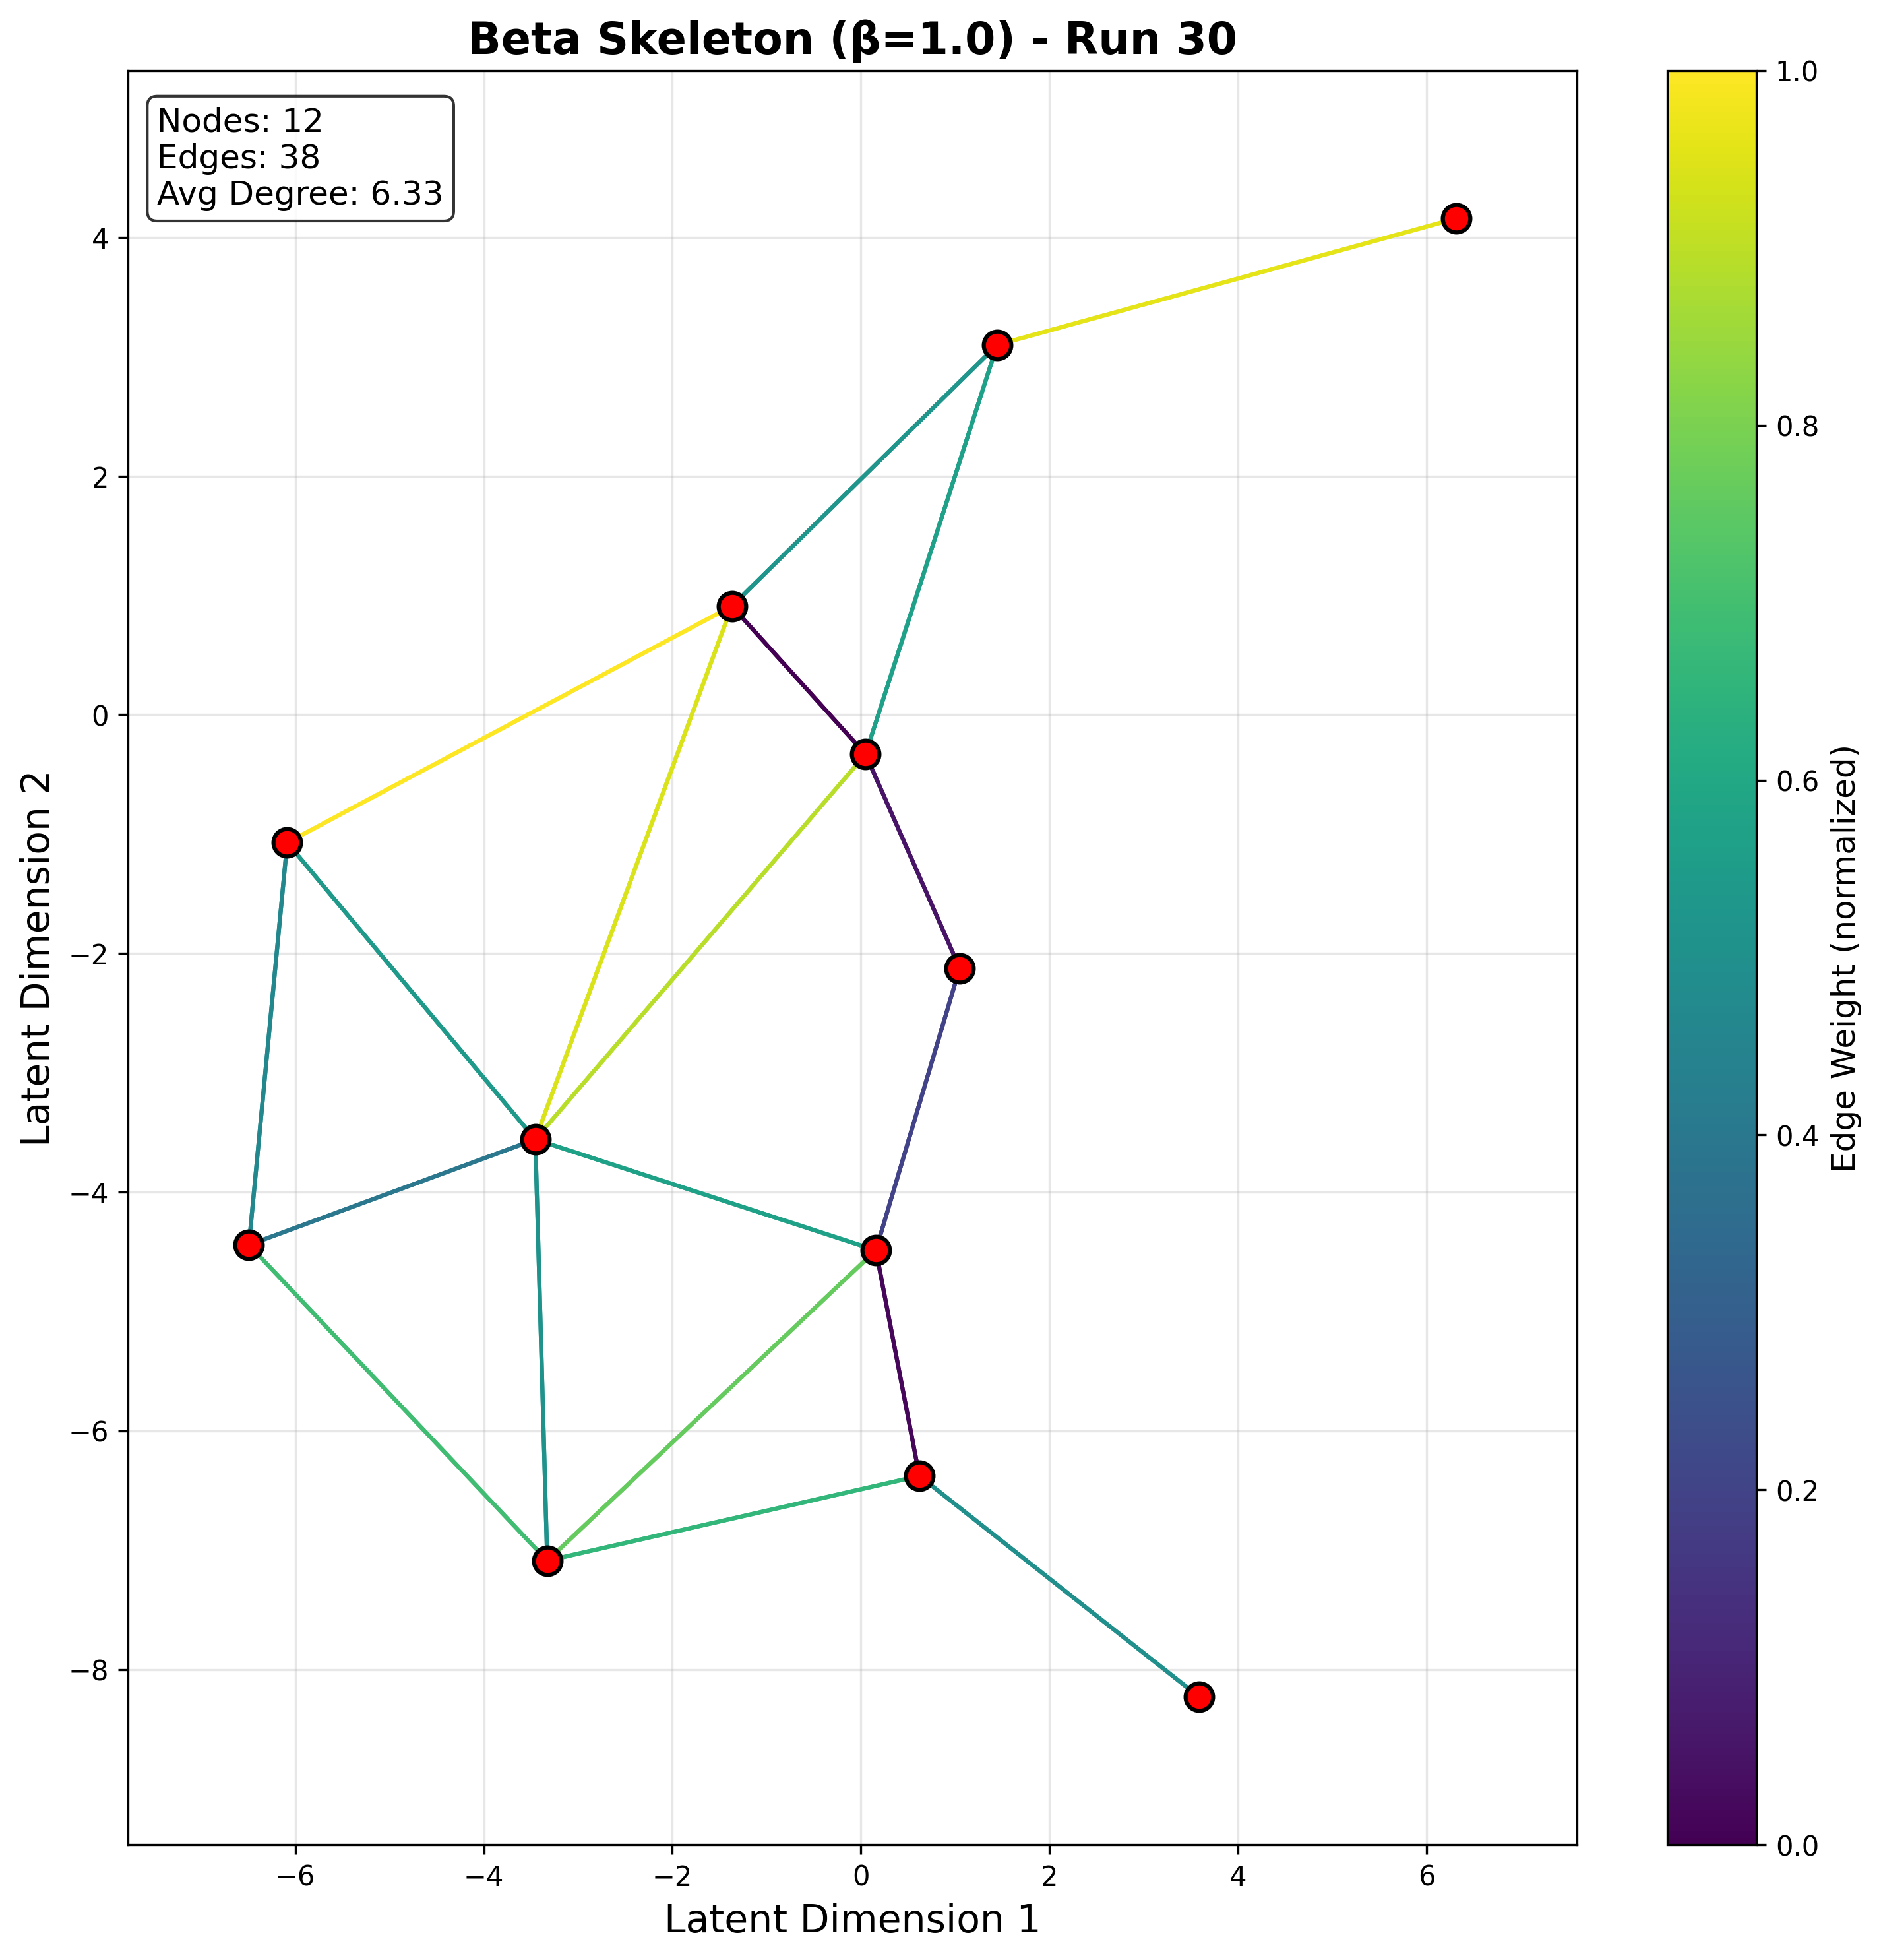 Beta Skeleton (β=1.0) - Run 30
Nodes: 12
Edges: 38
Avg Degree: 6.33
4
2
0
−2
−4
−6
−8
Latent Dimension 2
−6
−4
−2
0
2
4
6
Latent Dimension 1
1.0
0.8
0.6
0.4
0.2
0.0
Edge Weight (normalized)